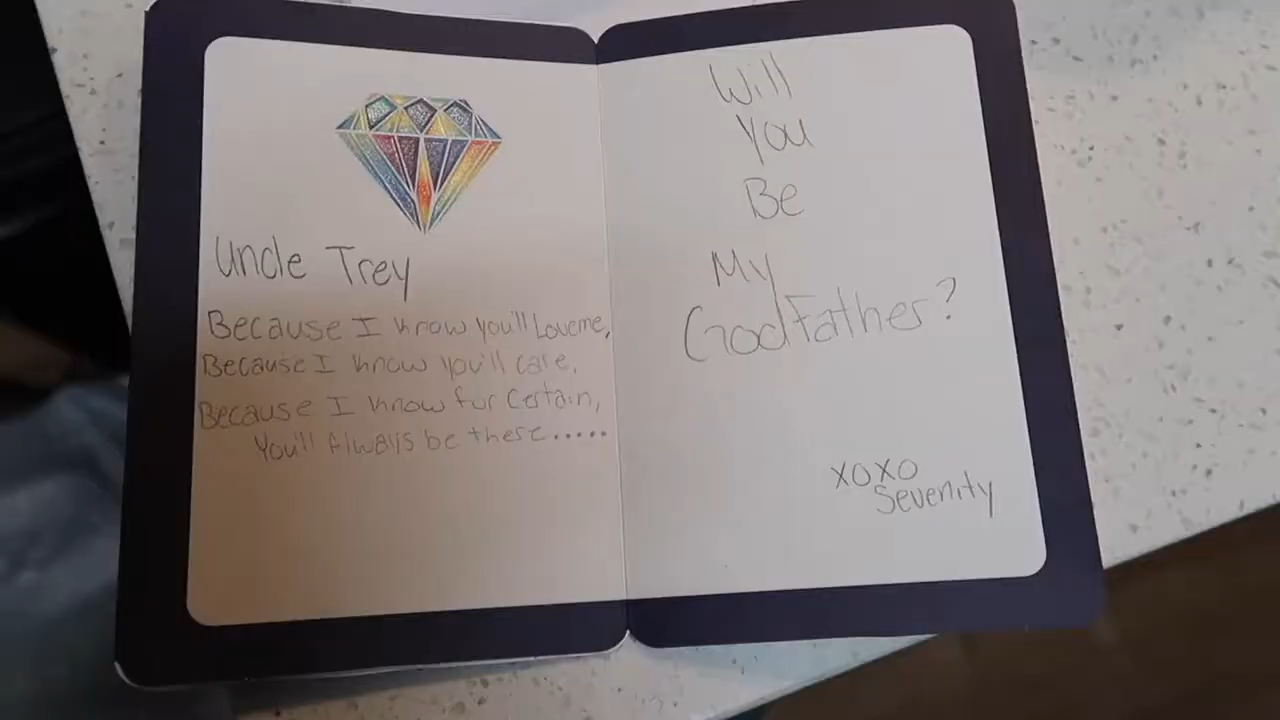 Uncle Trey
Because I know you'll Love me,
Because I know you'll care,
Because I know for Certain,
You'll Always be there.....
Will
You
Be
My
GodFather?
XOXO
Sevenity